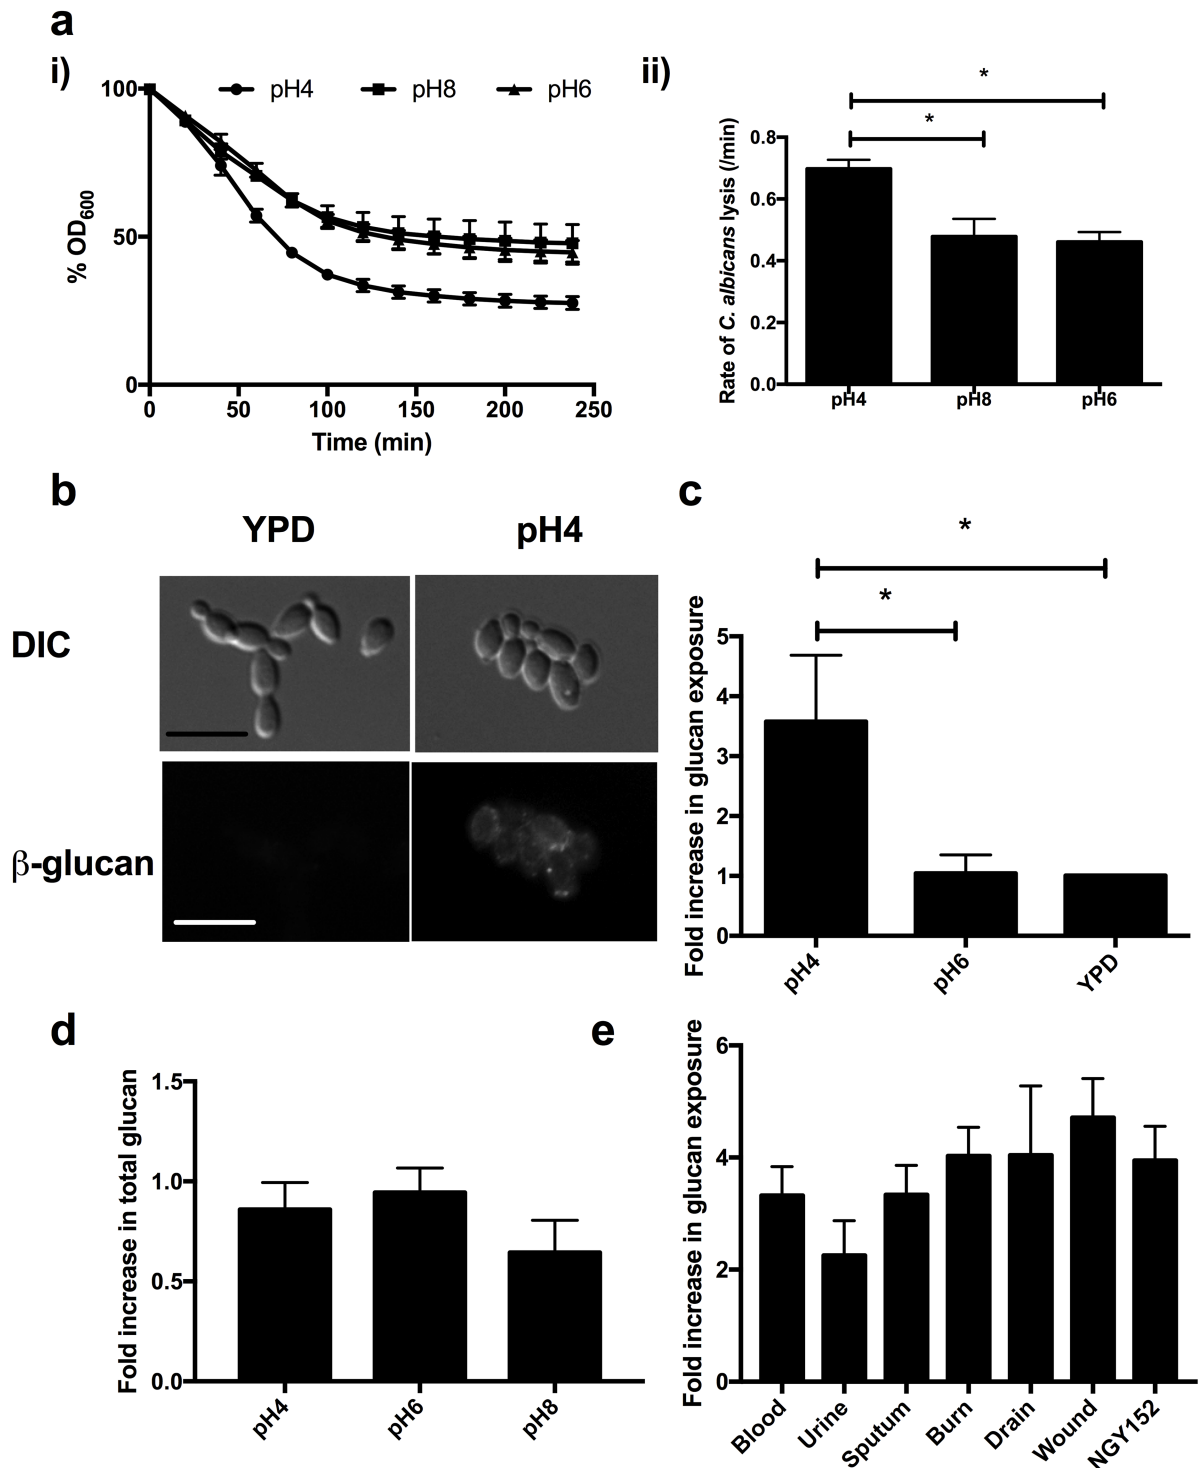 a
i)
pH4 pH8 pH6
100
50
0
% OD600
0 50 100 150 200 250
Time (min)
ii)
*
*
0.8
0.6
0.4
0.2
0.0
Rate of C. albicans lysis (/min)
pH4 pH8 pH6
b
YPD pH4
DIC
β-glucan
c
*
*
5
4
3
2
1
0
Fold increase in glucan exposure
pH4 pH6 YPD
d
1.5
1.0
0.5
0.0
Fold increase in total glucan
pH4 pH6 pH8
e
6
4
2
0
Fold increase in glucan exposure
Blood Urine Sputum Burn Drain Wound NGY152